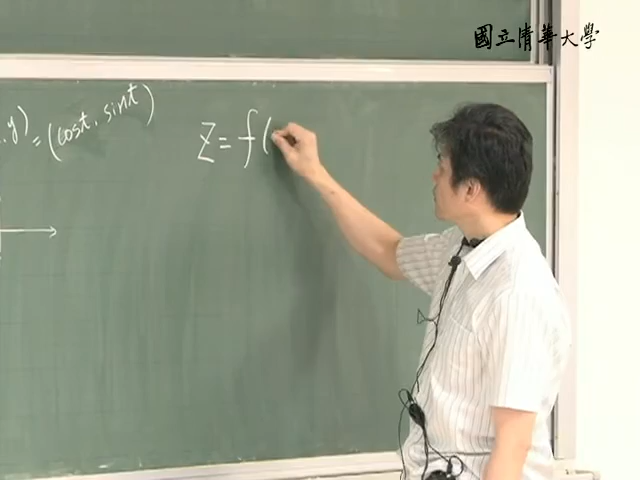 國立清華大學
, y) = (cost, sint)
z = f(